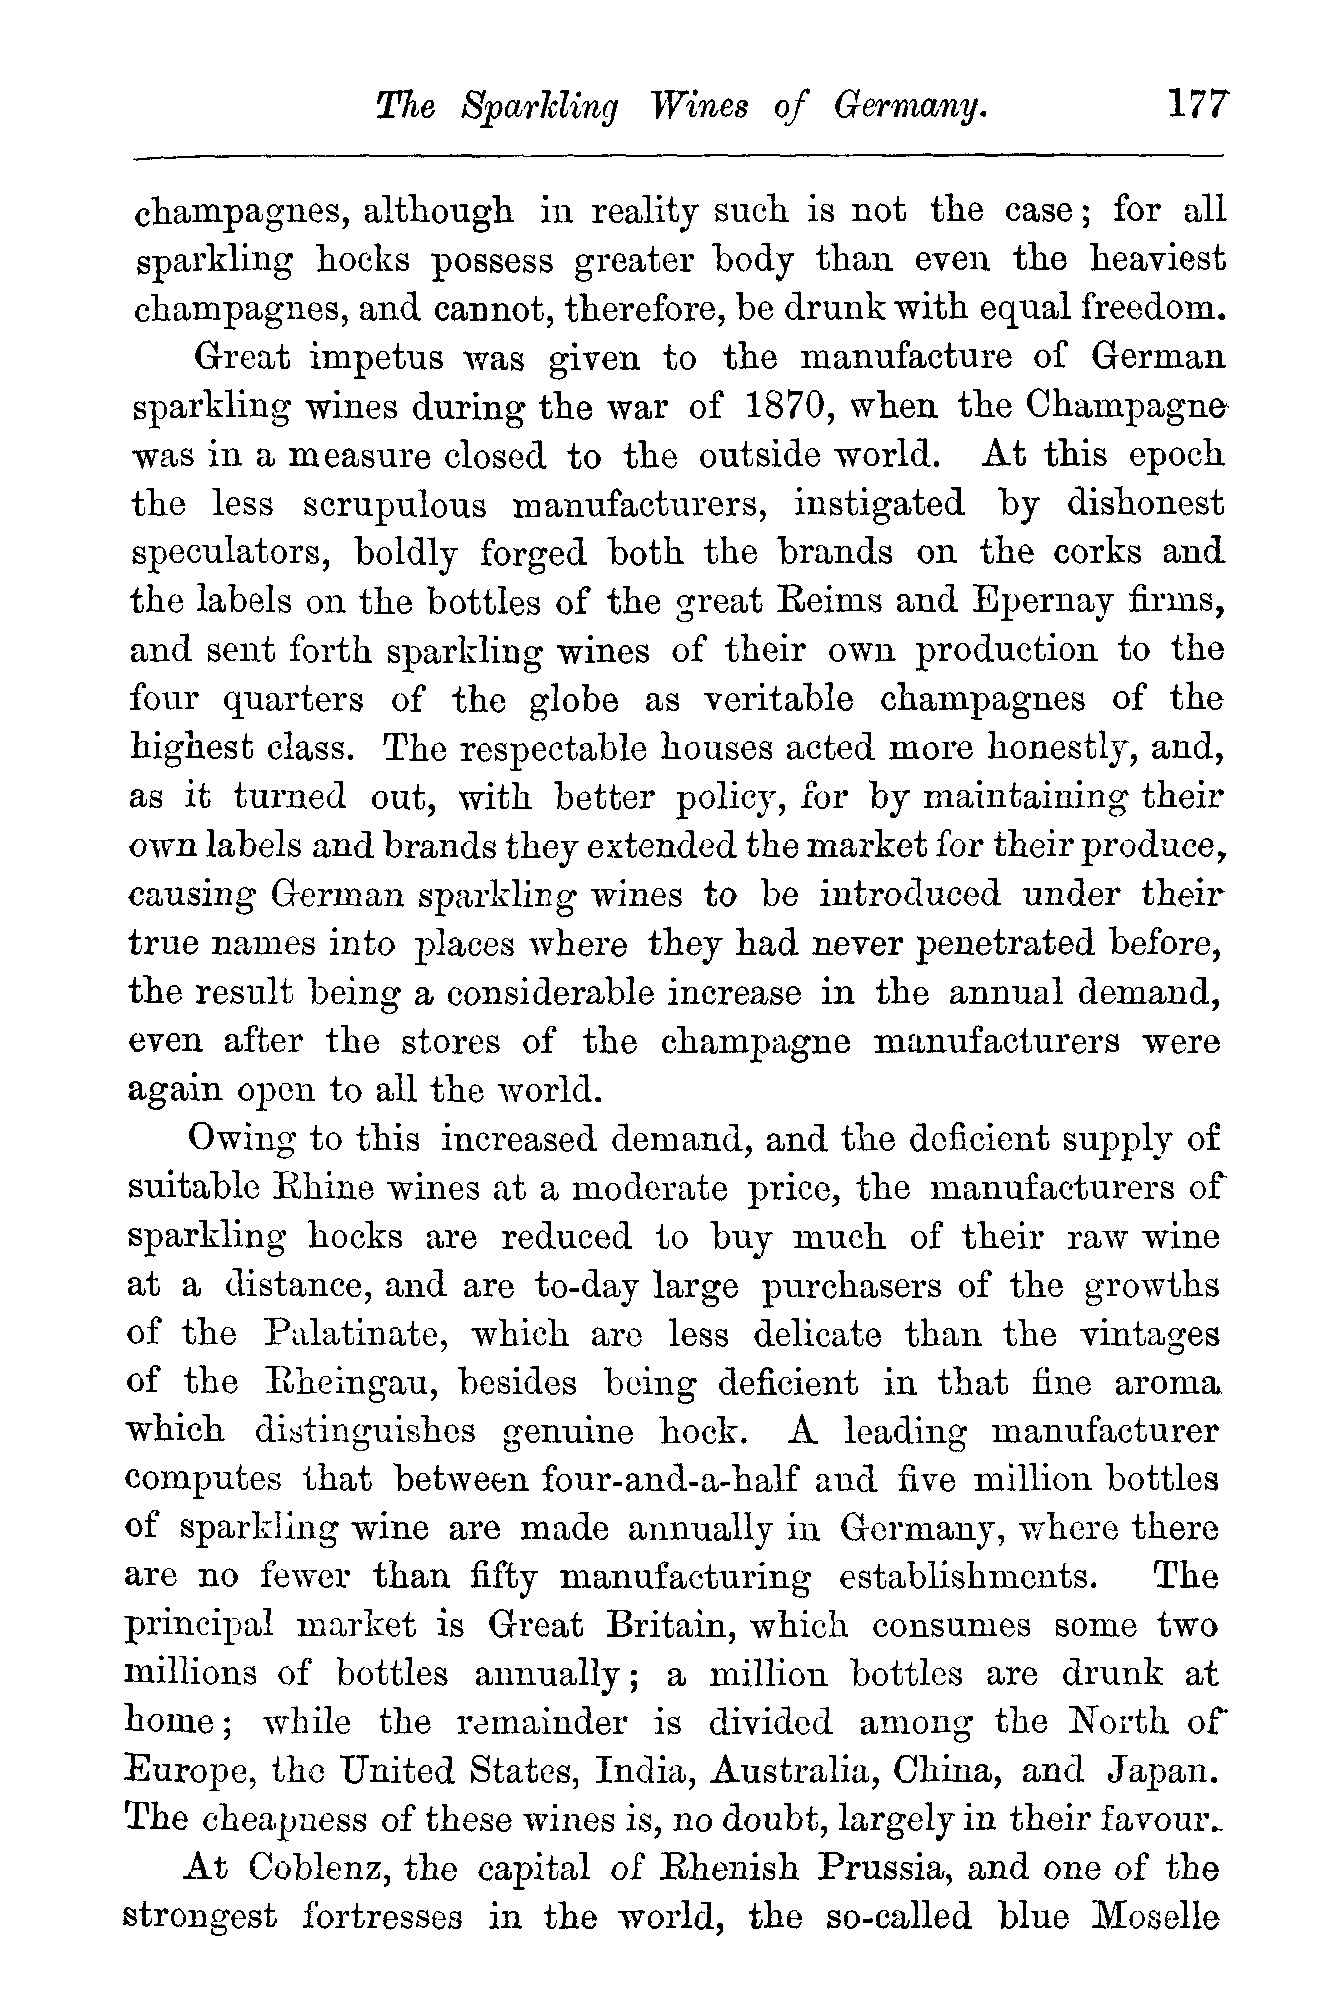 The Sparkling Wines of Germany. 177
champagnes, although in reality such is not the case; for all
sparkling hocks possess greater body than even the heaviest
champagnes, and cannot, therefore, be drunk with equal freedom.
Great impetus was given to the manufacture of German
sparkling wines during the war of 1870, when the Champagne
was in a measure closed to the outside world. At this epoch
the less scrupulous manufacturers, instigated by dishonest
speculators, boldly forged both the brands on the corks and
the labels on the bottles of the great Reims and Epernay firms,
and sent forth sparkling wines of their own production to the
four quarters of the globe as veritable champagnes of the
highest class. The respectable houses acted more honestly, and,
as it turned out, with better policy, for by maintaining their
own labels and brands they extended the market for their produce,
causing German sparkling wines to be introduced under their
true names into places where they had never penetrated before,
the result being a considerable increase in the annual demand,
even after the stores of the champagne manufacturers were
again open to all the world.
Owing to this increased demand, and the deficient supply of
suitable Rhine wines at a moderate price, the manufacturers of
sparkling hocks are reduced to buy much of their raw wine
at a distance, and are to-day large purchasers of the growths
of the Palatinate, which are less delicate than the vintages
of the Rheingau, besides being deficient in that fine aroma
which distinguishes genuine hock. A leading manufacturer
computes that between four-and-a-half and five million bottles
of sparkling wine are made annually in Germany, where there
are no fewer than fifty manufacturing establishments. The
principal market is Great Britain, which consumes some two
millions of bottles annually; a million bottles are drunk at
home; while the remainder is divided among the North of
Europe, the United States, India, Australia, China, and Japan.
The cheapness of these wines is, no doubt, largely in their favour.
At Coblenz, the capital of Rhenish Prussia, and one of the
strongest fortresses in the world, the so-called blue Moselle